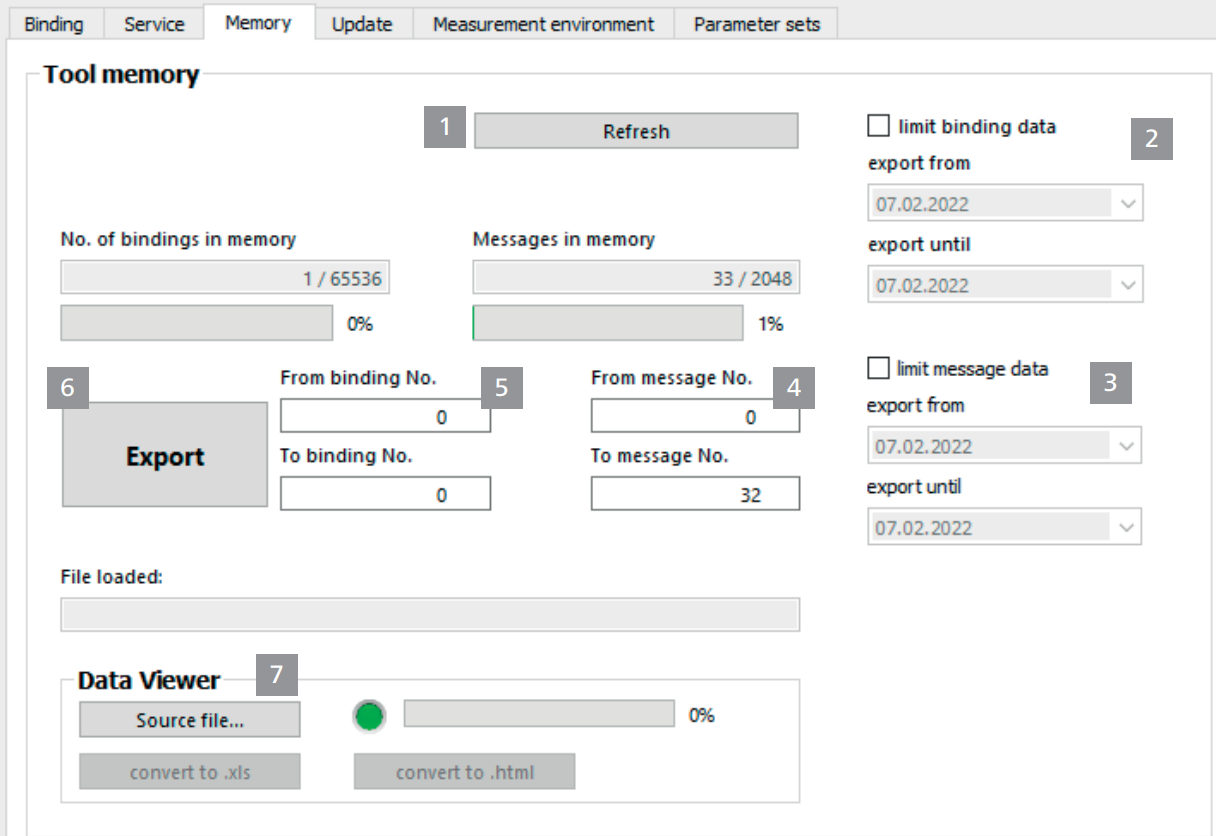 Binding Service Memory Update Measurement environment Parameter sets
Tool memory
1 Refresh
limit binding data 2
export from
07.02.2022
export until
07.02.2022
No. of bindings in memory Messages in memory
1 / 65536 33 / 2048
0% 1%
limit message data 3
export from
07.02.2022
export until
07.02.2022
6 Export
From binding No. 5
0
To binding No.
0
From message No. 4
0
To message No.
32
File loaded:
Data Viewer 7
Source file... 0%
convert to .xls convert to .html